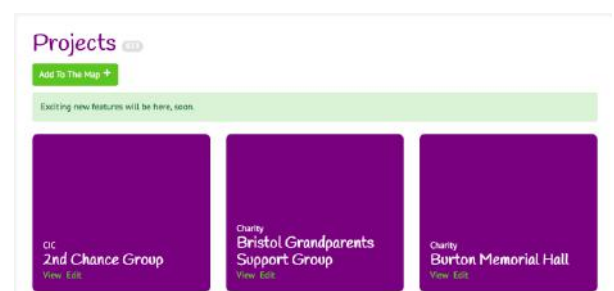 Projects
Add To The Map +
Exciting new features will be here, soon.
CIC
2nd Chance Group
View Edit
Charity
Bristol Grandparents
Support Group
View Edit
Charity
Burton Memorial Hall
View Edit